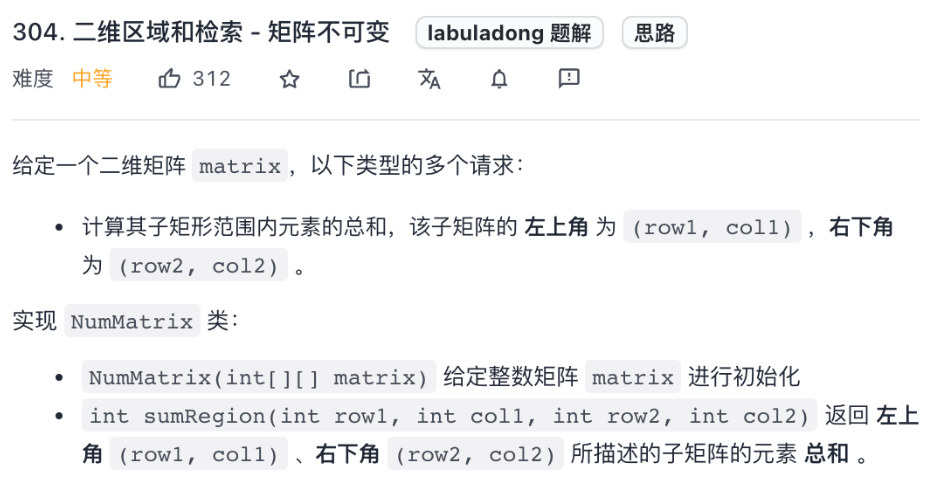 304. 二维区域和检索 - 矩阵不可变 labuladong 题解 思路
难度 中等 312
给定一个二维矩阵 matrix，以下类型的多个请求：
• 计算其子矩形范围内元素的总和，该子矩阵的 左上角 为 (row1, col1) ，右下角
为 (row2, col2) 。
实现 NumMatrix 类：
• NumMatrix(int[][] matrix) 给定整数矩阵 matrix 进行初始化
• int sumRegion(int row1, int col1, int row2, int col2) 返回 左上
角 (row1, col1) 、右下角 (row2, col2) 所描述的子矩阵的元素 总和 。